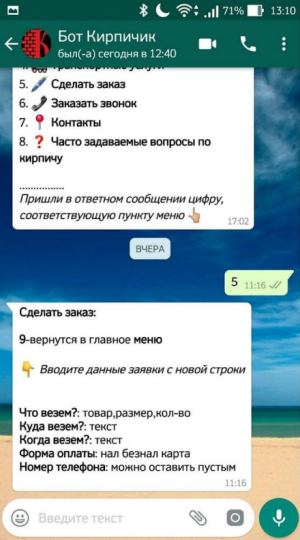 71% 13:10
Бот Кирпичик
был(-а) сегодня в 12:40
5. Сделать заказ
6. Заказать звонок
7. Контакты
8. ? Часто задаваемые вопросы по
кирпичу
................
Пришли в ответном сообщении цифру,
соответствующую пункту меню
17:02
ВЧЕРА
5 11:16
Сделать заказ:
9-вернутся в главное меню
Вводите данные заявки с новой строки
Что везем?: товар,размер,кол-во
Куда везем?: текст
Когда везем?: текст
Форма оплаты: нал безнал карта
Номер телефона: можно оставить пустым
11:16
Введите текст